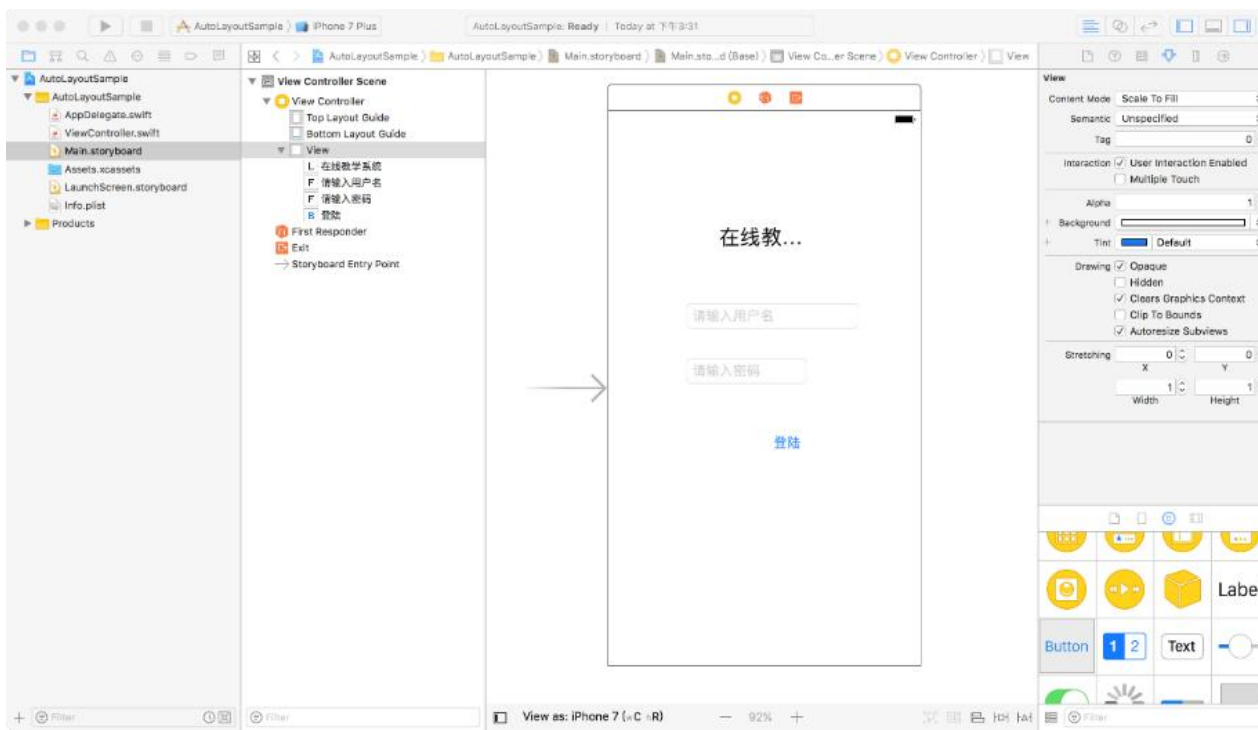 AutoLayoutSample 〉 iPhone 7 Plus
AutoLayoutSample: Ready | Today at 下午3:31
AutoLayoutSample 〉 AutoLayoutSample 〉 Main.storyboard 〉 Main.sto...d (Base) 〉 View Co...er Scene 〉 View Controller 〉 View
AutoLayoutSample
AutoLayoutSample
AppDelegate.swift
ViewController.swift
Main.storyboard
Assets.xcassets
LaunchScreen.storyboard
Info.plist
Products
Filter
View Controller Scene
View Controller
Top Layout Guide
Bottom Layout Guide
View
L 在线教学系统
F 请输入用户名
F 请输入密码
B 登陆
First Responder
Exit
Storyboard Entry Point
Filter
在线教...
请输入用户名
请输入密码
登陆
View as: iPhone 7 (wC hR)
— 92% +
View
Content Mode Scale To Fill
Semantic Unspecified
Tag 0
Interaction User Interaction Enabled
Multiple Touch
Alpha 1
Background
Tint Default
Drawing Opaque
Hidden
Clears Graphics Context
Clip To Bounds
Autoresize Subviews
Stretching 0 0
X Y
1 1
Width Height
Labe
Button 1 2 Text
Filter